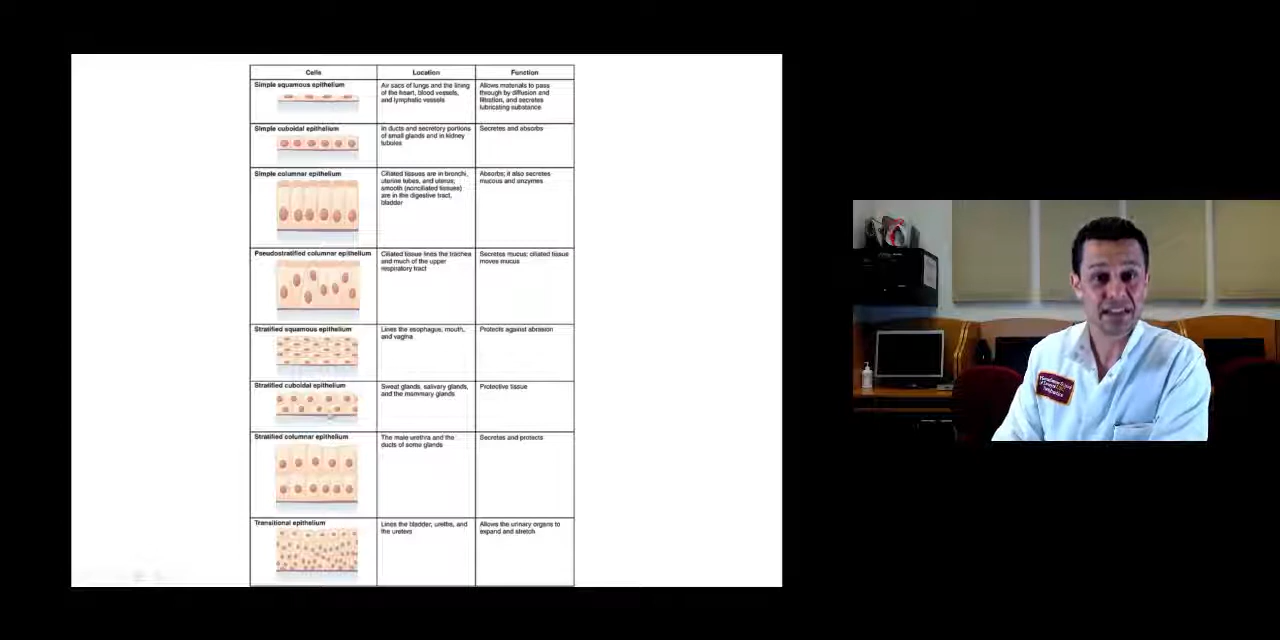 Cells Location Function
Simple squamous epithelium
Air sacs of lungs and the lining
of the heart, blood vessels,
and lymphatic vessels
Allows materials to pass
through by diffusion and
filtration, and secretes
lubricating substance
Simple cuboidal epithelium
In ducts and secretory portions
of small glands and in kidney
tubules
Secretes and absorbs
Simple columnar epithelium
Ciliated tissues are in bronchi,
uterine tubes, and uterus;
smooth (nonciliated tissues)
are in the digestive tract,
bladder
Absorbs; it also secretes
mucous and enzymes
Pseudostratified columnar epithelium
Ciliated tissue lines the trachea
and much of the upper
respiratory tract
Secretes mucus; ciliated tissue
moves mucus
Stratified squamous epithelium
Lines the esophagus, mouth,
and vagina
Protects against abrasion
Stratified cuboidal epithelium
Sweat glands, salivary glands,
and the mammary glands
Protective tissue
Stratified columnar epithelium
The male urethra and the
ducts of some glands
Secretes and protects
Transitional epithelium
Lines the bladder, urethra, and
the ureters
Allows the urinary organs to
expand and stretch